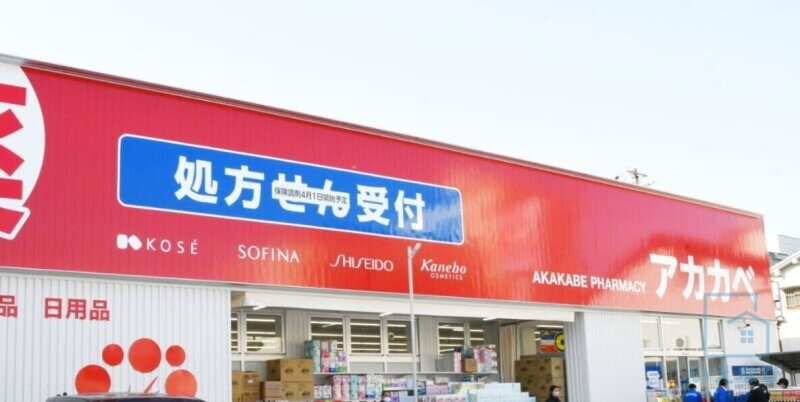 薬
処方せん受付
保険調剤4月1日開始予定
KOSÉ
SOFINA
SHISEIDO
Kanebo
COSMETICS
AKAKABE PHARMACY アカカベ
品 日用品